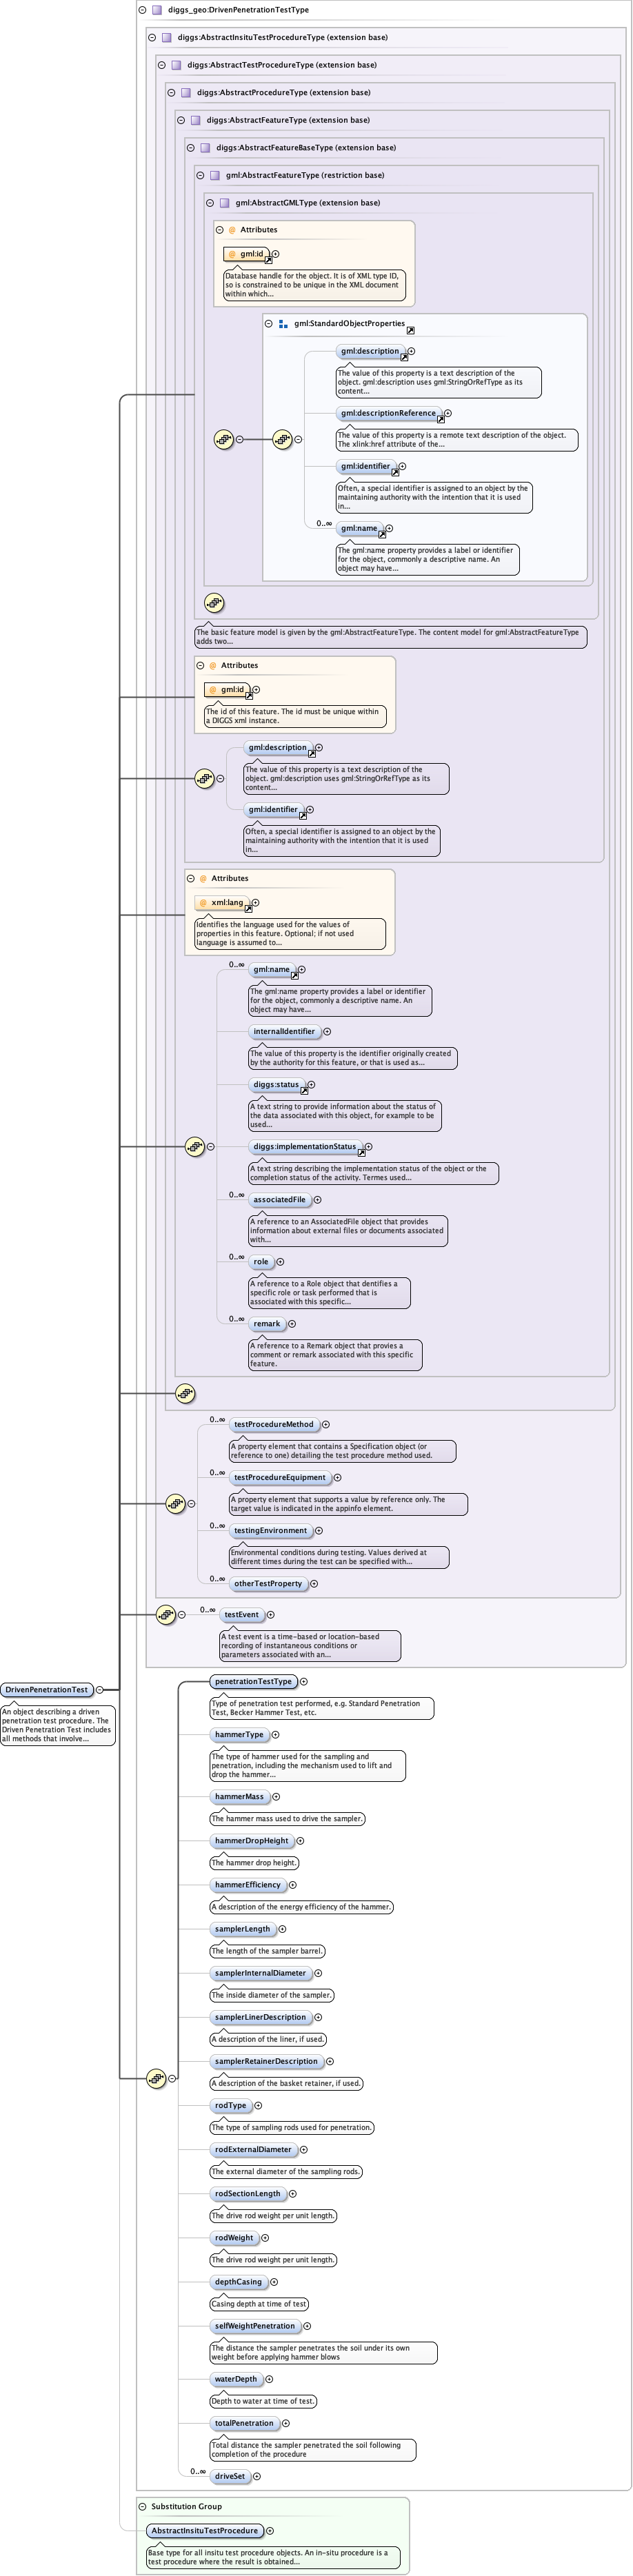 diggs_geo:DrivenPenetrationTestType
diggs:AbstractInsituTestProcedureType (extension base)
diggs:AbstractTestProcedureType (extension base)
diggs:AbstractProcedureType (extension base)
diggs:AbstractFeatureType (extension base)
diggs:AbstractFeatureBaseType (extension base)
gml:AbstractFeatureType (restriction base)
gml:AbstractGMLType (extension base)
@ Attributes
@ gml:id
Database handle for the object. It is of XML type ID,
so is constrained to be unique in the XML document
within which...
gml:StandardObjectProperties
gml:description
The value of this property is a text description of the
object. gml:description uses gml:StringOrRefType as its
content...
gml:descriptionReference
The value of this property is a remote text description of the object.
The xlink:href attribute of the...
gml:identifier
Often, a special identifier is assigned to an object by the
maintaining authority with the intention that it is used
in...
0..∞
gml:name
The gml:name property provides a label or identifier
for the object, commonly a descriptive name. An
object may have...
The basic feature model is given by the gml:AbstractFeatureType. The content model for gml:AbstractFeatureType
adds two...
@ Attributes
@ gml:id
The id of this feature. The id must be unique within
a DIGGS xml instance.
gml:description
The value of this property is a text description of the
object. gml:description uses gml:StringOrRefType as its
content...
gml:identifier
Often, a special identifier is assigned to an object by the
maintaining authority with the intention that it is used
in...
@ Attributes
@ xml:lang
Identifies the language used for the values of
properties in this feature. Optional; if not used
language is assumed to...
0..∞
gml:name
The gml:name property provides a label or identifier
for the object, commonly a descriptive name. An
object may have...
internalIdentifier
The value of this property is the identifier originally created
by the authority for this feature, or that is used as...
diggs:status
A text string to provide information about the status of
the data associated with this object, for example to be
used...
diggs:implementationStatus
A text string describing the implementation status of the object or the
completion status of the activity. Termes used...
0..∞
associatedFile
A reference to an AssociatedFile object that provides
information about external files or documents associated
with...
0..∞
role
A reference to a Role object that dentifies a
specific role or task performed that is
associated with this specific...
0..∞
remark
A reference to a Remark object that provies a
comment or remark associated with this specific
feature.
0..∞
testProcedureMethod
A property element that contains a Specification object (or
reference to one) detailing the test procedure method used.
0..∞
testProcedureEquipment
A property element that supports a value by reference only. The
target value is indicated in the appinfo element.
0..∞
testingEnvironment
Environmental conditions during testing. Values derived at
different times during the test can be specified with...
0..∞
otherTestProperty
0..∞
testEvent
A test event is a time-based or location-based
recording of instantaneous conditions or
parameters associated with an...
DrivenPenetrationTest
An object describing a driven
penetration test procedure. The
Driven Penetration Test includes
all methods that involve...
penetrationTestType
Type of penetration test performed, e.g. Standard Penetration
Test, Becker Hammer Test, etc.
hammerType
The type of hammer used for the sampling and
penetration, including the mechanism used to lift and
drop the hammer...
hammerMass
The hammer mass used to drive the sampler.
hammerDropHeight
The hammer drop height.
hammerEfficiency
A description of the energy efficiency of the hammer.
samplerLength
The length of the sampler barrel.
samplerInternalDiameter
The inside diameter of the sampler.
samplerLinerDescription
A description of the liner, if used.
samplerRetainerDescription
A description of the basket retainer, if used.
rodType
The type of sampling rods used for penetration.
rodExternalDiameter
The external diameter of the sampling rods.
rodSectionLength
The drive rod weight per unit length.
rodWeight
The drive rod weight per unit length.
depthCasing
Casing depth at time of test
selfWeightPenetration
The distance the sampler penetrates the soil under its own
weight before applying hammer blows
waterDepth
Depth to water at time of test.
totalPenetration
Total distance the sampler penetrated the soil following
completion of the procedure
0..∞
driveSet
Substitution Group
AbstractInsituTestProcedure
Base type for all insitu test procedure objects. An in-situ procedure is a
test procedure where the result is obtained...